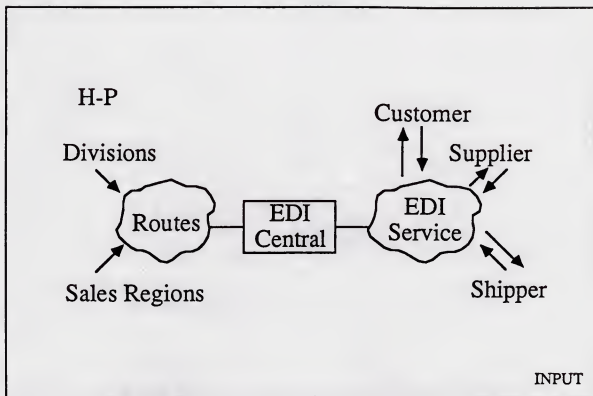 H-P
Customer
Divisions
Supplier
Routes
EDI
Central
EDI
Service
Sales Regions
Shipper
INPUT